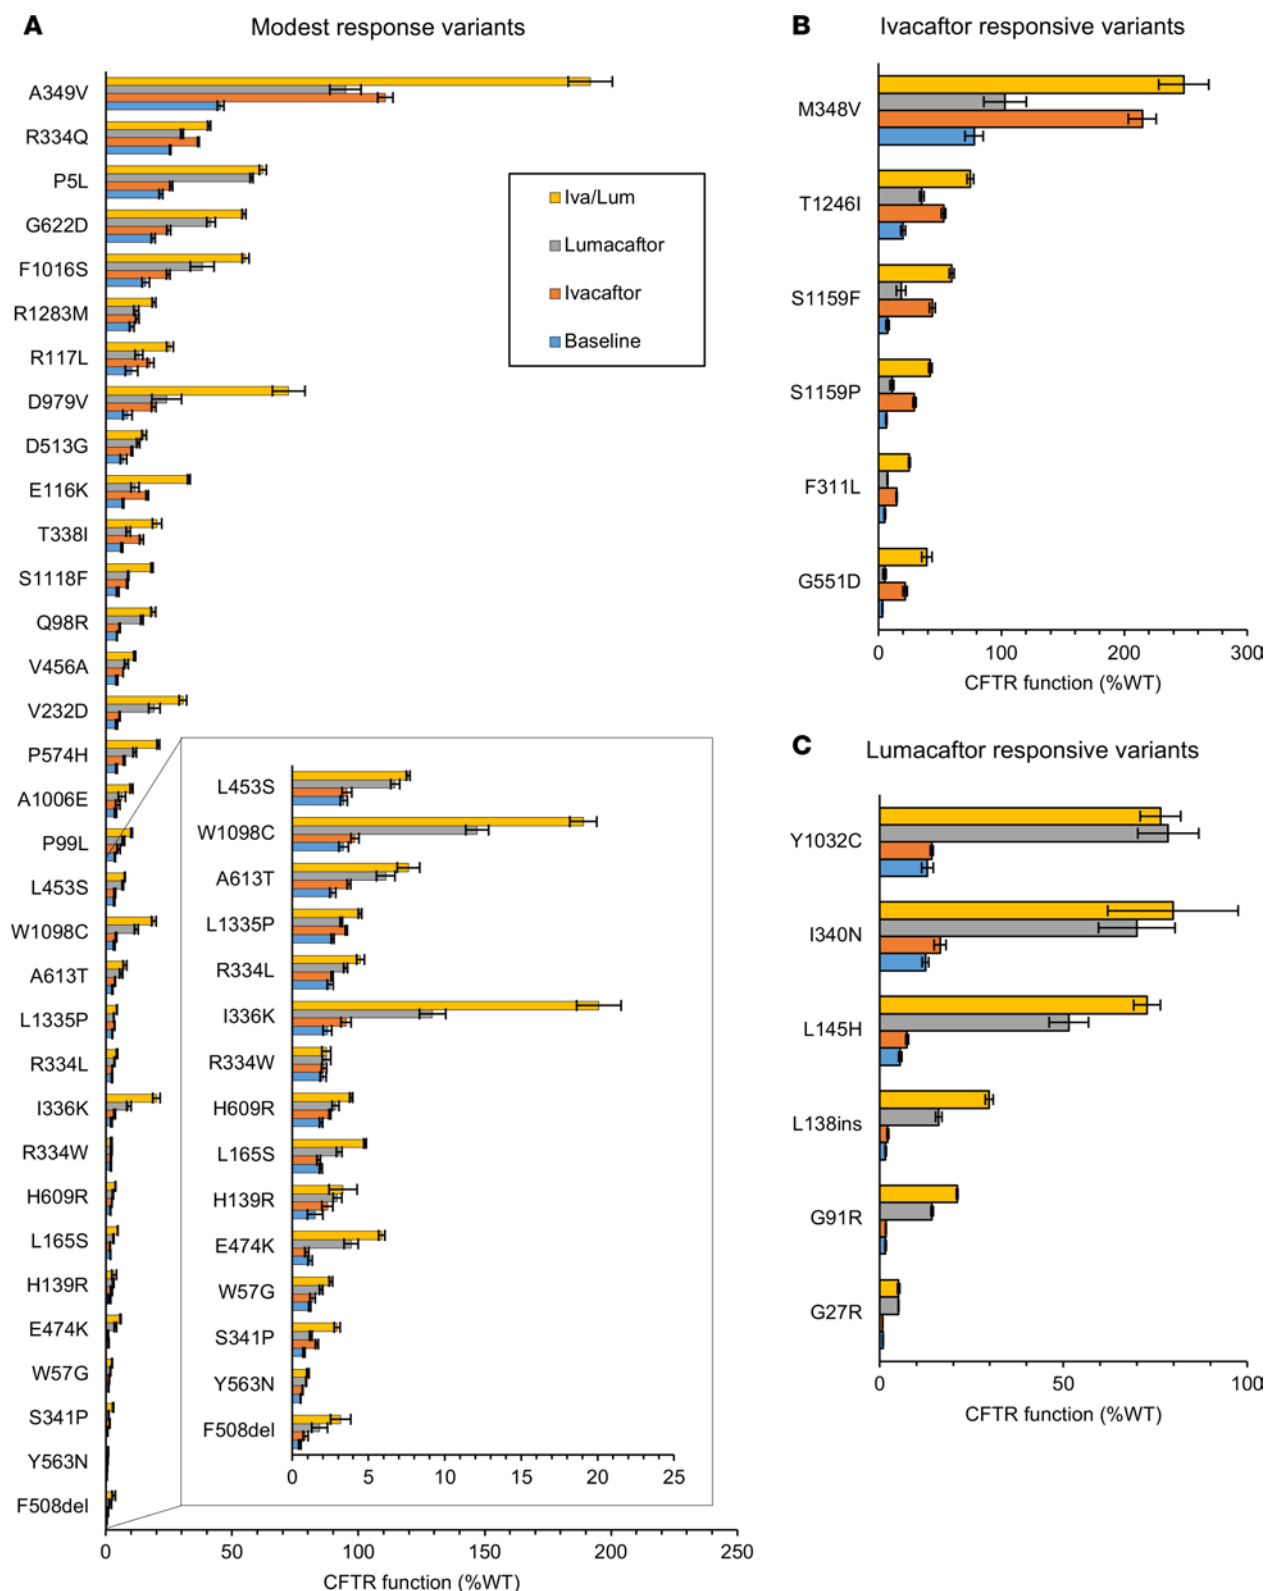 A
Modest response variants
A349V
R334Q
P5L
G622D
F1016S
R1283M
R117L
D979V
D513G
E116K
T338I
S1118F
Q98R
V456A
V232D
P574H
A1006E
P99L
L453S
W1098C
A613T
L1335P
R334L
I336K
R334W
H609R
L165S
H139R
E474K
W57G
S341P
Y563N
F508del
0 50 100 150 200 250
CFTR function (%WT)
Iva/Lum
Lumacaftor
Ivacaftor
Baseline
L453S
W1098C
A613T
L1335P
R334L
I336K
R334W
H609R
L165S
H139R
E474K
W57G
S341P
Y563N
F508del
0 5 10 15 20 25
B
Ivacaftor responsive variants
M348V
T1246I
S1159F
S1159P
F311L
G551D
0 100 200 300
CFTR function (%WT)
C
Lumacaftor responsive variants
Y1032C
I340N
L145H
L138ins
G91R
G27R
0 50 100
CFTR function (%WT)